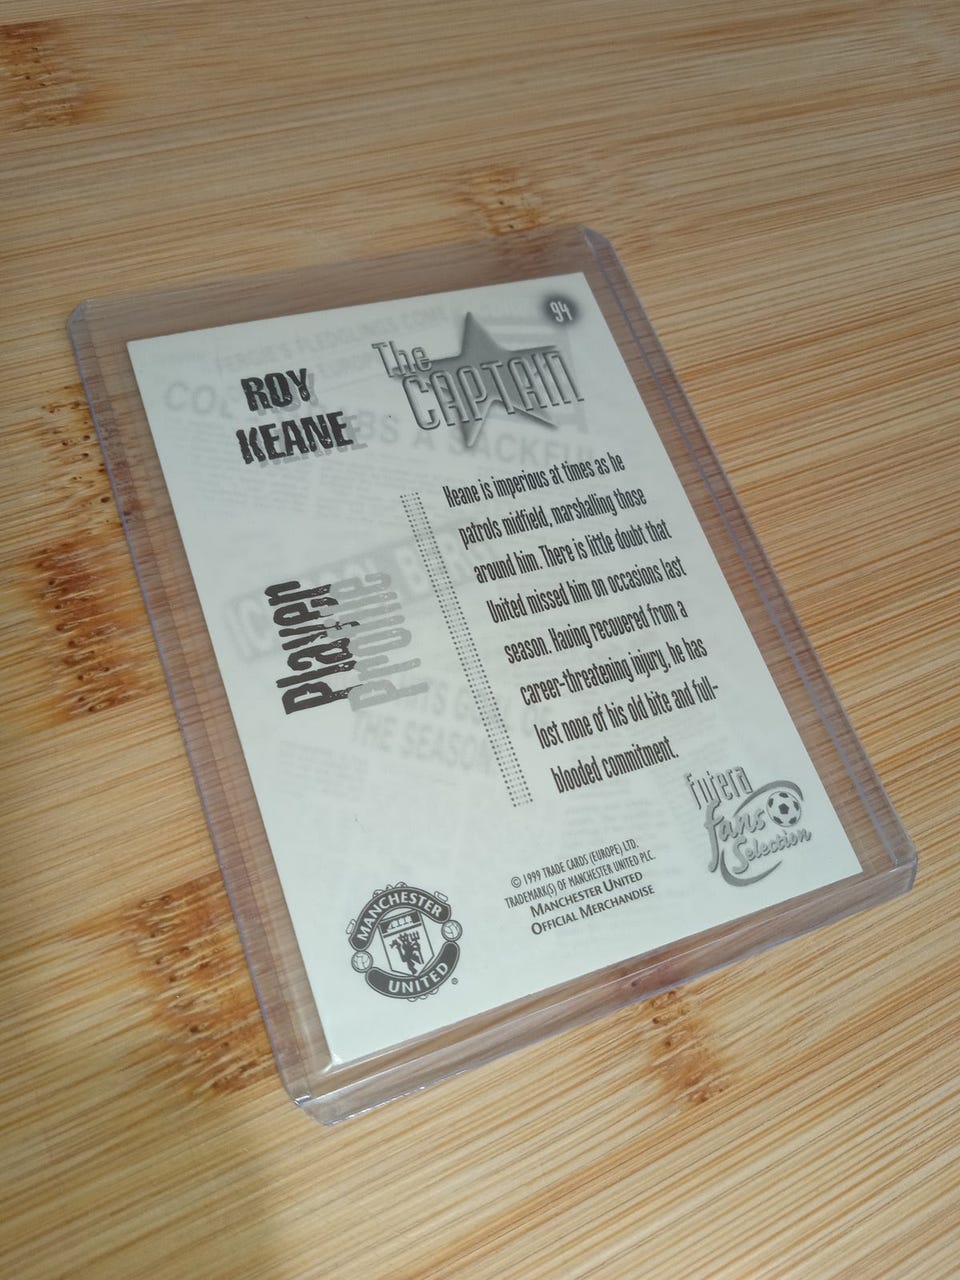 94
The
CAPTAIN
ROY
KEANE
Keane is imperious at times as he
patrols midfield, marshalling those
around him. There is little doubt that
United missed him on occasions last
season. Having recovered from a
career-threatening injury, he has
lost none of his old bite and full-
blooded commitment.
Player
Profile
Futera
Fans
Selection
© 1999 TRADE CARDS (EUROPE) LTD.
TRADEMARK(S) OF MANCHESTER UNITED PLC.
MANCHESTER UNITED
OFFICIAL MERCHANDISE
MANCHESTER
UNITED
®
THE SEASON